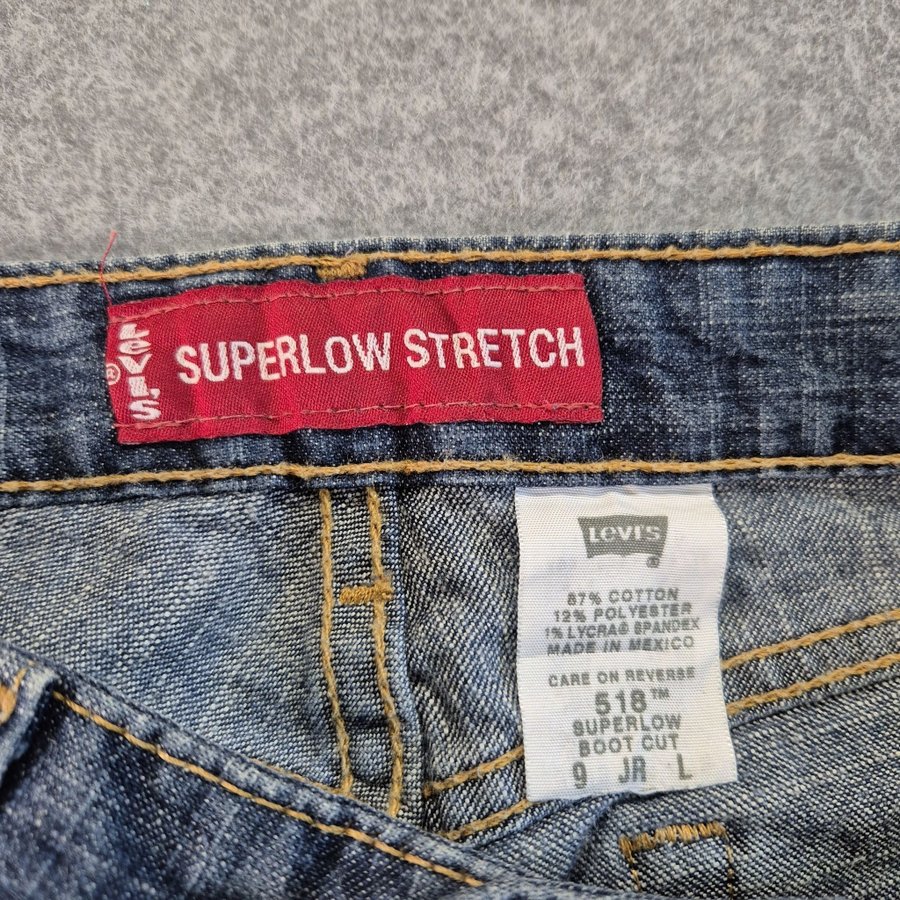 LEVI'S®
SUPERLOW STRETCH
LEVI'S®
87% COTTON
12% POLYESTER
1% LYCRA® SPANDEX
MADE IN MEXICO
CARE ON REVERSE
518™
SUPERLOW
BOOT CUT
9 JR L